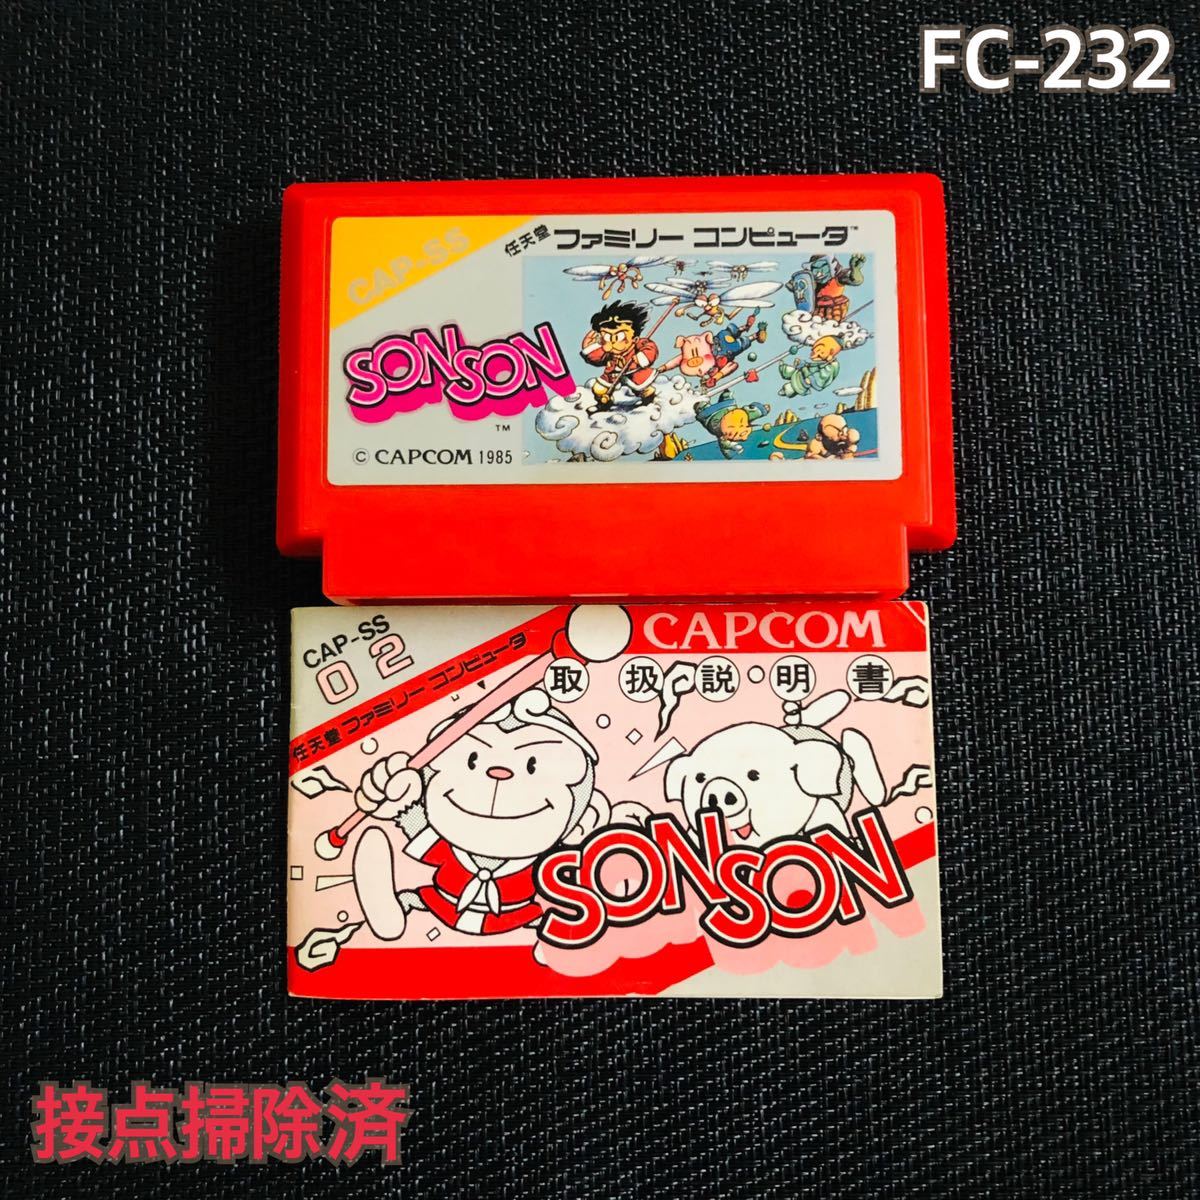 FC-232
CAP-SS
任天堂 ファミリー コンピュータ™
SONSON
™
© CAPCOM 1985
CAP-SS
02
任天堂 ファミリー コンピュータ
CAPCOM
取扱説・明書
SONSON
接点掃除済